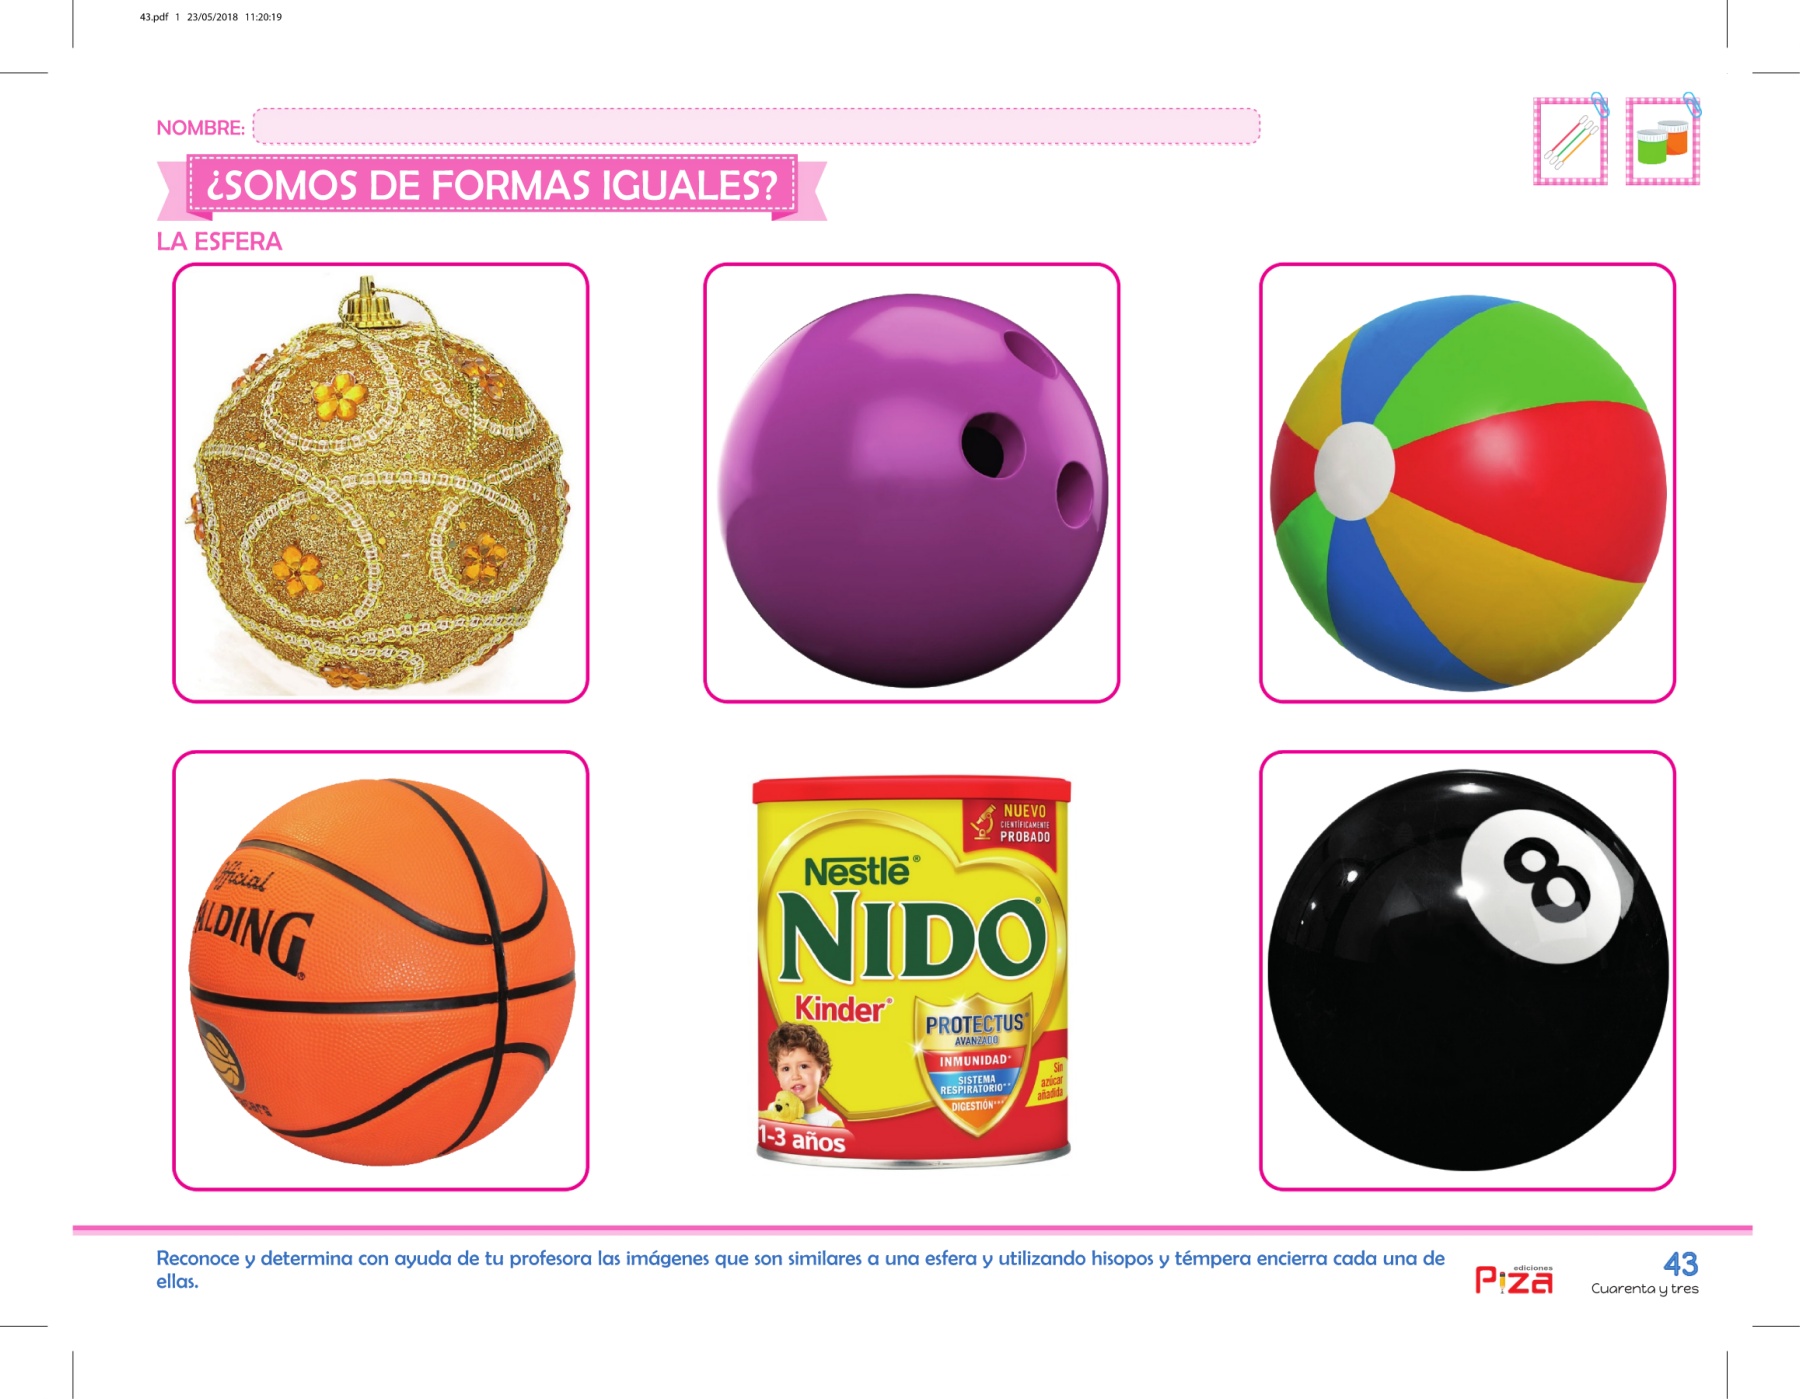 43.pdf 1 23/05/2018 11:20:19
NOMBRE:
¿SOMOS DE FORMAS IGUALES?
LA ESFERA
Official
ALDING
8
NUEVO
CIENTÍFICAMENTE
PROBADO
Nestlé®
NIDO®
Kinder®
PROTECTUS®
AVANZADO
INMUNIDAD*
SISTEMA
RESPIRATORIO**
DIGESTIÓN***
Sin
azúcar
añadida
1-3 años
Reconoce y determina con ayuda de tu profesora las imágenes que son similares a una esfera y utilizando hisopos y témpera encierra cada una de
ellas.
ediciones
Piza
43
Cuarenta y tres